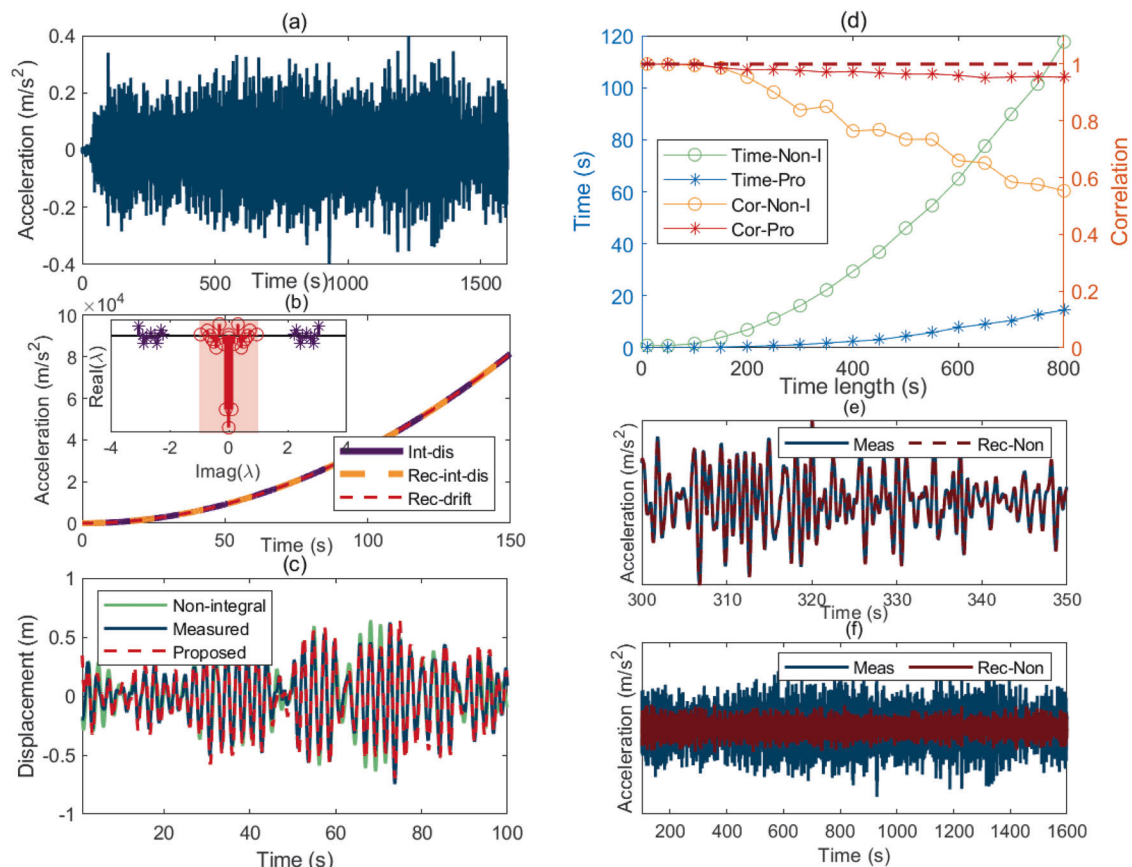 (a)
Acceleration (m/s²)
0.4
0.2
0
-0.2
-0.4
0 500 1000 1500
Time (s)
(b)
×10⁴
Acceleration (m/s²)
10
8
6
4
2
0
Real(λ)
-4 -2 0 2 4
Imag(λ)
Int-dis
Rec-int-dis
Rec-drift
0 50 100 150
Time (s)
(c)
Displacement (m)
1
0.5
0
-0.5
-1
Non-integral
Measured
Proposed
20 40 60 80 100
Time (s)
(d)
Time (s)
120
100
80
60
40
20
0
Time-Non-I
Time-Pro
Cor-Non-I
Cor-Pro
1
0.8
0.6
0.4
0.2
0
Correlation
0 200 400 600 800
Time length (s)
(e)
Acceleration (m/s²)
Meas Rec-Non
300 310 320 330 340 350
Time (s)
(f)
Acceleration (m/s²)
Meas Rec-Non
200 400 600 800 1000 1200 1400 1600
Time (s)